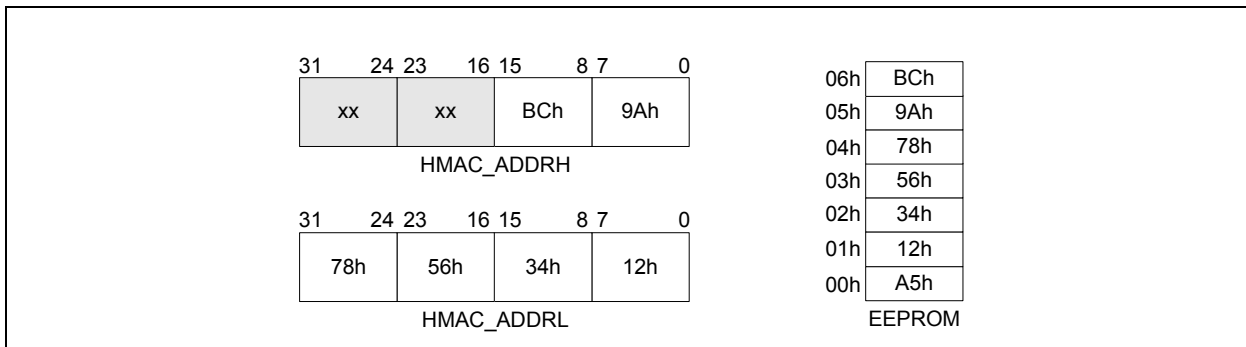 31 24 23 16 15 8 7 0
xx xx BCh 9Ah
HMAC_ADDRH
31 24 23 16 15 8 7 0
78h 56h 34h 12h
HMAC_ADDRL
06h BCh
05h 9Ah
04h 78h
03h 56h
02h 34h
01h 12h
00h A5h
EEPROM